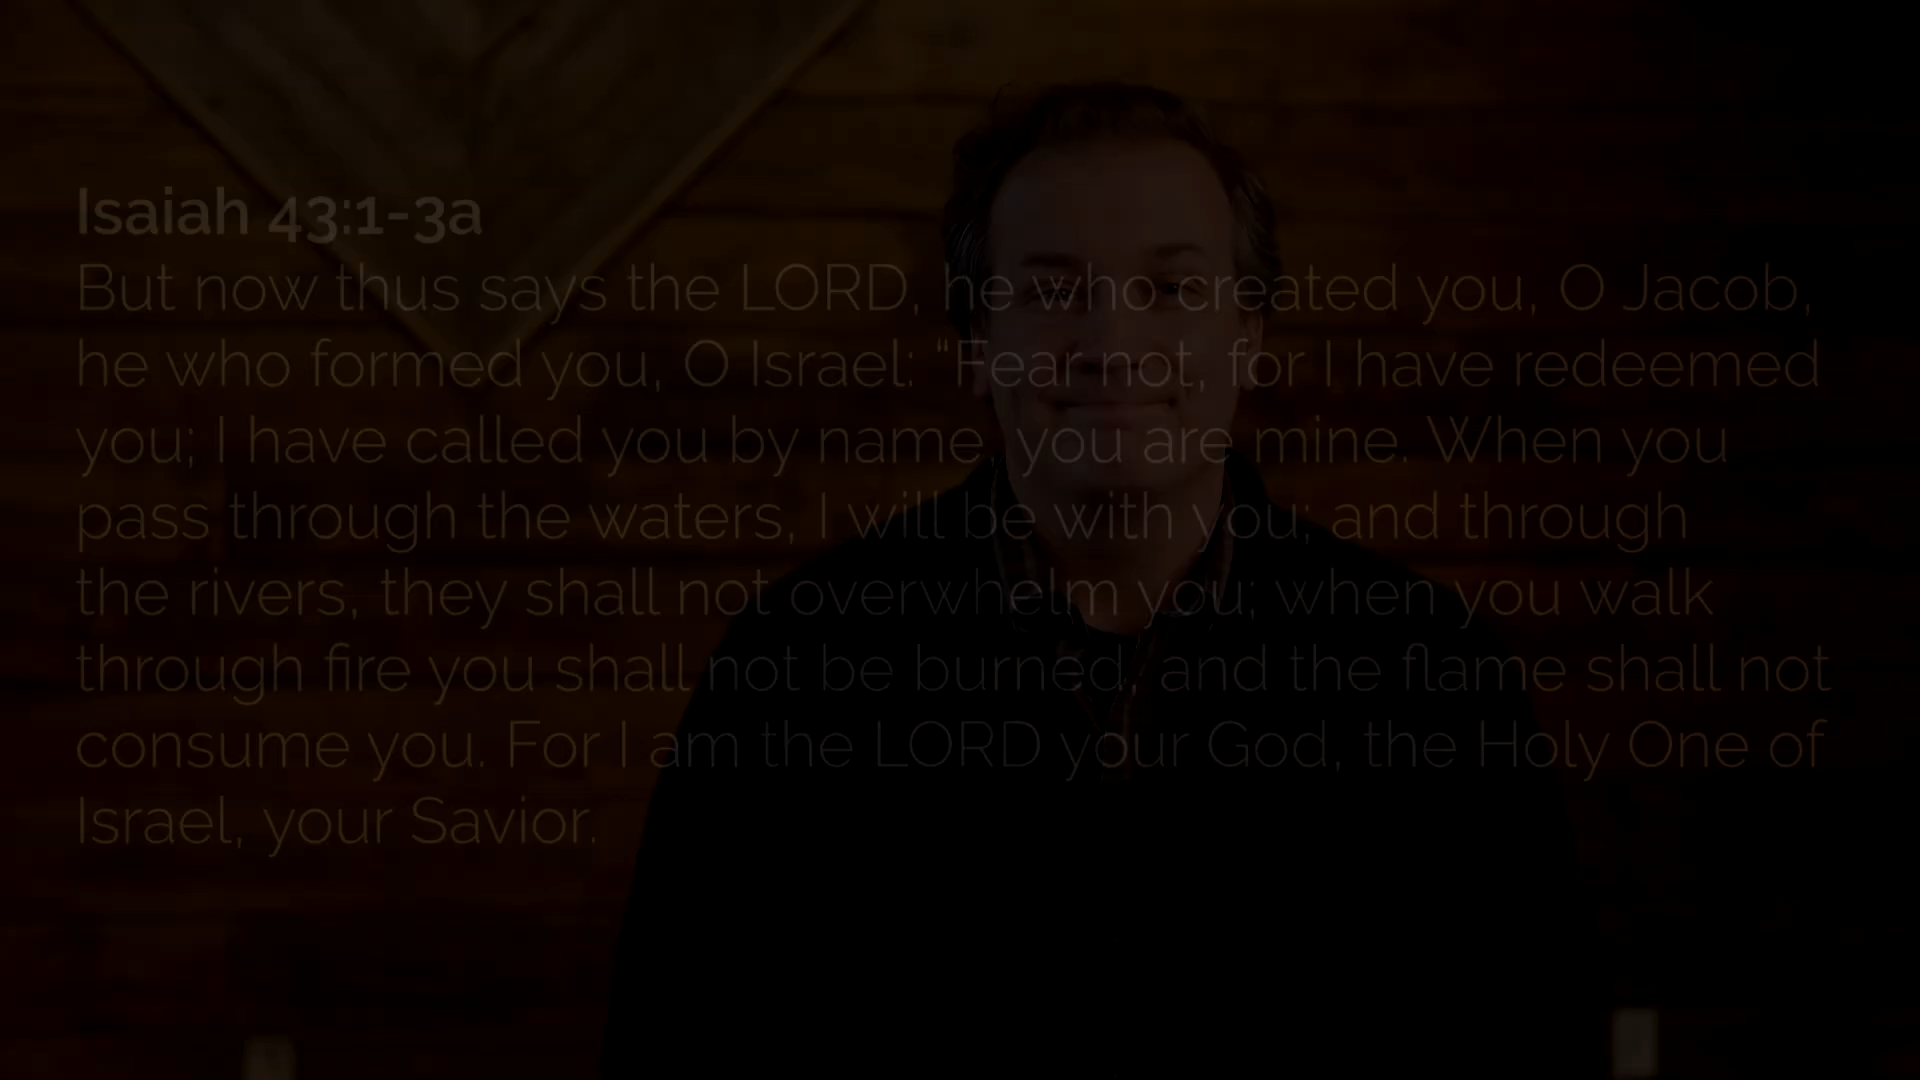 Isaiah 43:1-3a
But now thus says the LORD, he who created you, O Jacob,
he who formed you, O Israel: “Fear not, for I have redeemed
you; I have called you by name, you are mine. When you
pass through the waters, I will be with you; and through
the rivers, they shall not overwhelm you; when you walk
through fire you shall not be burned, and the flame shall not
consume you. For I am the LORD your God, the Holy One of
Israel, your Savior.